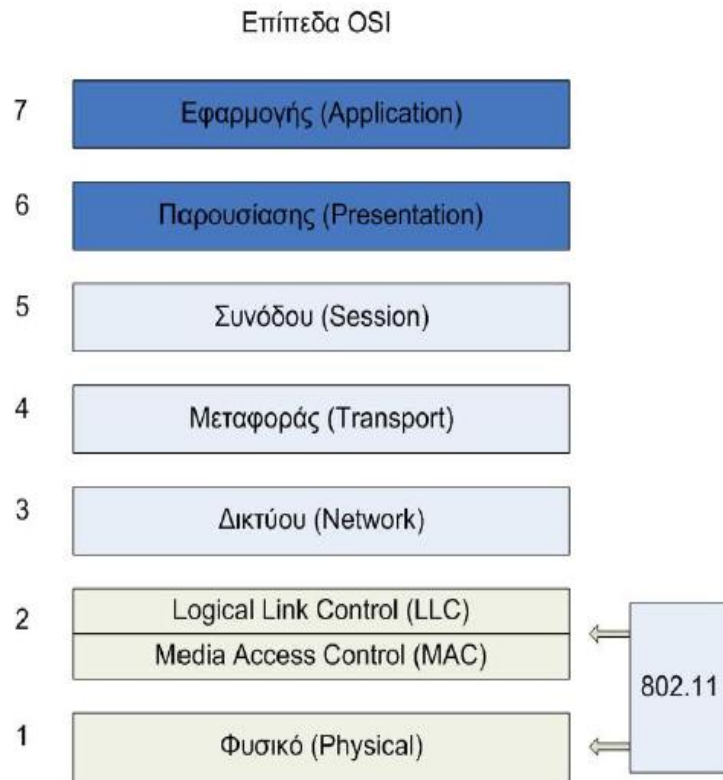 Επίπεδα OSI
7 Εφαρμογής (Application)
6 Παρουσίασης (Presentation)
5 Συνόδου (Session)
4 Μεταφοράς (Transport)
3 Δικτύου (Network)
2 Logical Link Control (LLC)
Media Access Control (MAC)
802.11
1 Φυσικό (Physical)